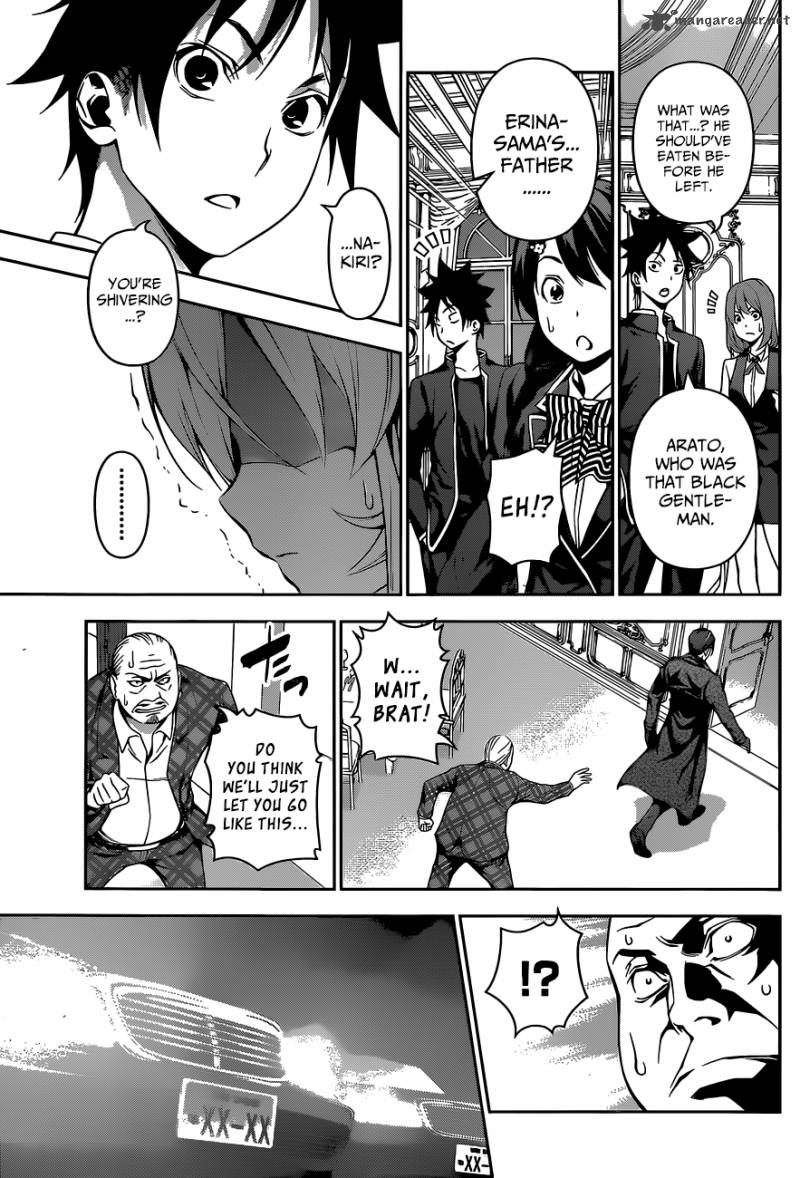 mangareader.net
WHAT WAS
THAT...? HE
SHOULD'VE
EATEN BE-
FORE HE
LEFT.
ARATO,
WHO WAS
THAT BLACK
GENTLE-
MAN.
ERINA-
SAMA'S...
FATHER
......
EH!?
...NA-
KIRI?
YOU'RE
SHIVERING
...?
.........
W...
WAIT,
BRAT!
DO
YOU THINK
WE'LL JUST
LET YOU GO
LIKE THIS...
だっ
!?
·XX-XX
·XX-